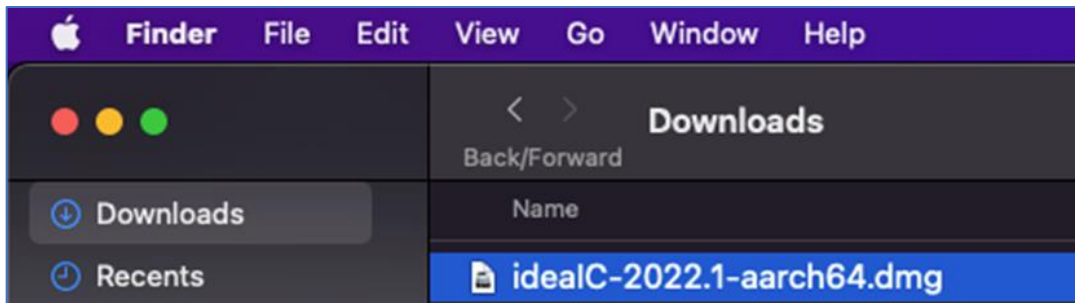 Finder File Edit View Go Window Help
Downloads
Back/Forward
Downloads
Name
Recents
idealC-2022.1-aarch64.dmg